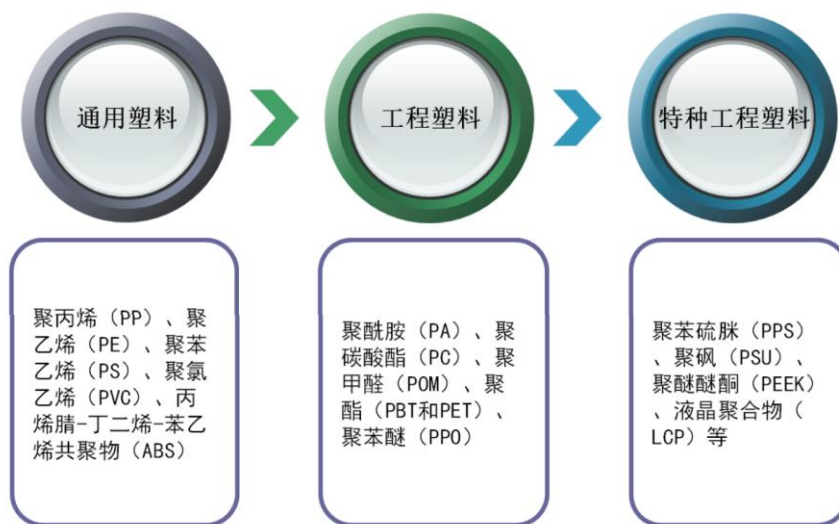 通用塑料
工程塑料
特种工程塑料
聚丙烯（PP）、聚
乙烯（PE）、聚苯
乙烯（PS）、聚氯
乙烯（PVC）、丙
烯腈-丁二烯-苯乙
烯共聚物（ABS）
聚酰胺（PA）、聚
碳酸酯（PC）、聚
甲醛（POM）、聚
酯（PBT和PET）、
聚苯醚（PPO）
聚苯硫脒（PPS）
、聚砜（PSU）、
聚醚醚酮（PEEK）
、液晶聚合物（
LCP）等